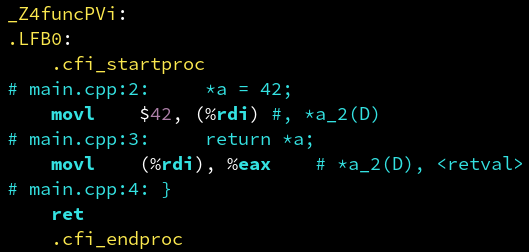 _Z4funcPVi:
.LFB0:
    .cfi_startproc
# main.cpp:2:     *a = 42;
    movl    $42, (%rdi) #, *a_2(D)
# main.cpp:3:     return *a;
    movl    (%rdi), %eax    # *a_2(D), <retval>
# main.cpp:4: }
    ret
    .cfi_endproc